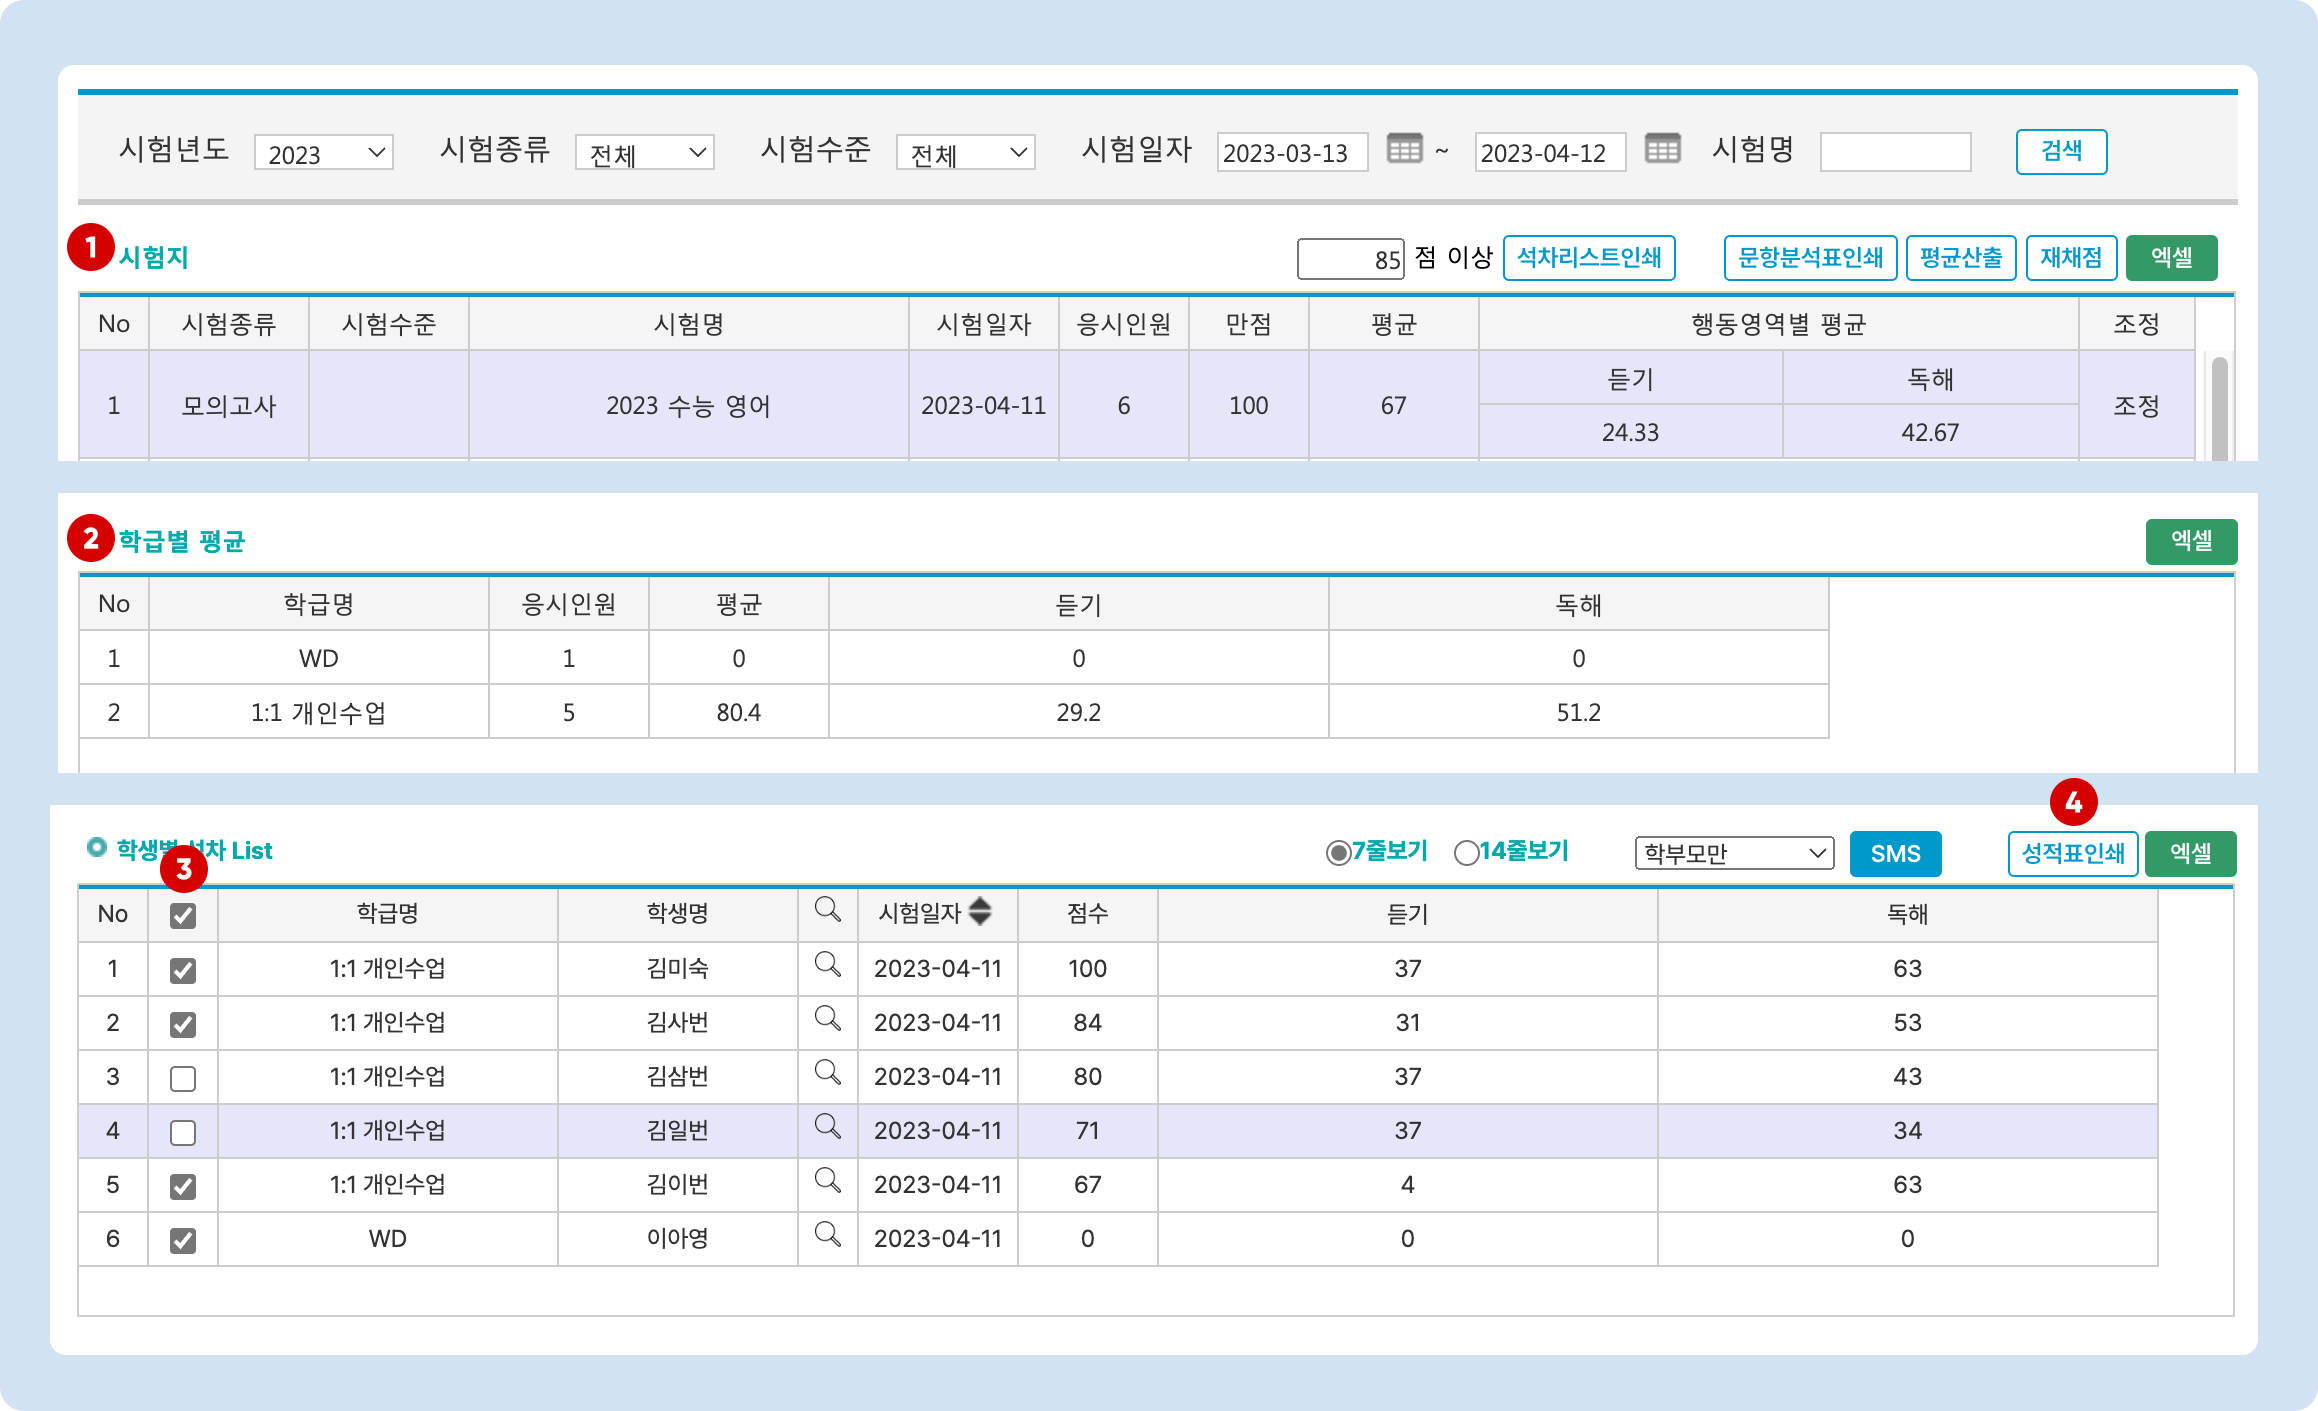 시험년도 2023 시험종류 전체 시험수준 전체 시험일자 2023-03-13 ~ 2023-04-12 시험명 검색
1 시험지 85 점 이상 석차리스트인쇄 문항분석표인쇄 평균산출 재채점 엑셀
No 시험종류 시험수준 시험명 시험일자 응시인원 만점 평균 행동영역별 평균 조정
1 모의고사 2023 수능 영어 2023-04-11 6 100 67 듣기 독해 조정
24.33 42.67
2 학급별 평균 엑셀
No 학급명 응시인원 평균 듣기 독해
1 WD 1 0 0 0
2 1:1 개인수업 5 80.4 29.2 51.2
4
학생별 석차 List 7줄보기 14줄보기 학부모만 SMS 성적표인쇄 엑셀
3
No 학급명 학생명 시험일자 점수 듣기 독해
1 1:1 개인수업 김미숙 2023-04-11 100 37 63
2 1:1 개인수업 김사번 2023-04-11 84 31 53
3 1:1 개인수업 김삼번 2023-04-11 80 37 43
4 1:1 개인수업 김일번 2023-04-11 71 37 34
5 1:1 개인수업 김이번 2023-04-11 67 4 63
6 WD 이아영 2023-04-11 0 0 0